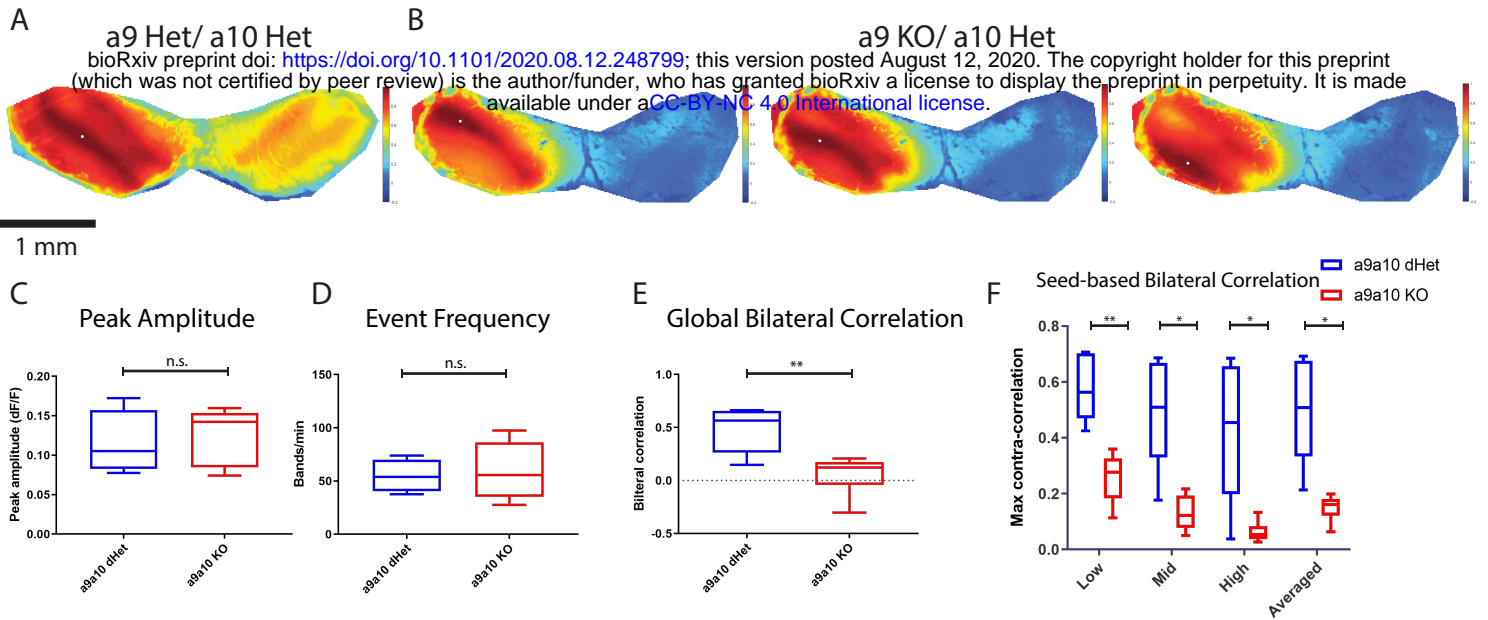 A
B
a9 Het/ a10 Het
a9 KO/ a10 Het
bioRxiv preprint doi: https://doi.org/10.1101/2020.08.12.248799; this version posted August 12, 2020. The copyright holder for this preprint
(which was not certified by peer review) is the author/funder, who has granted bioRxiv a license to display the preprint in perpetuity. It is made
available under aCC-BY-NC 4.0 International license.
1 mm
C
Peak Amplitude
n.s.
Peak amplitude (dF/F)
0.20
0.15
0.10
0.05
0.00
a9a10 dHet
a9a10 KO
D
Event Frequency
n.s.
Bands/min
150
100
50
0
a9a10 dHet
a9a10 KO
E
Global Bilateral Correlation
**
Bilteral correlation
1.0
0.5
0.0
-0.5
a9a10 dHet
a9a10 KO
F
Seed-based Bilateral Correlation
a9a10 dHet
a9a10 KO
** * * *
Max contra-correlation
0.8
0.6
0.4
0.2
0.0
Low
Mid
High
Averaged